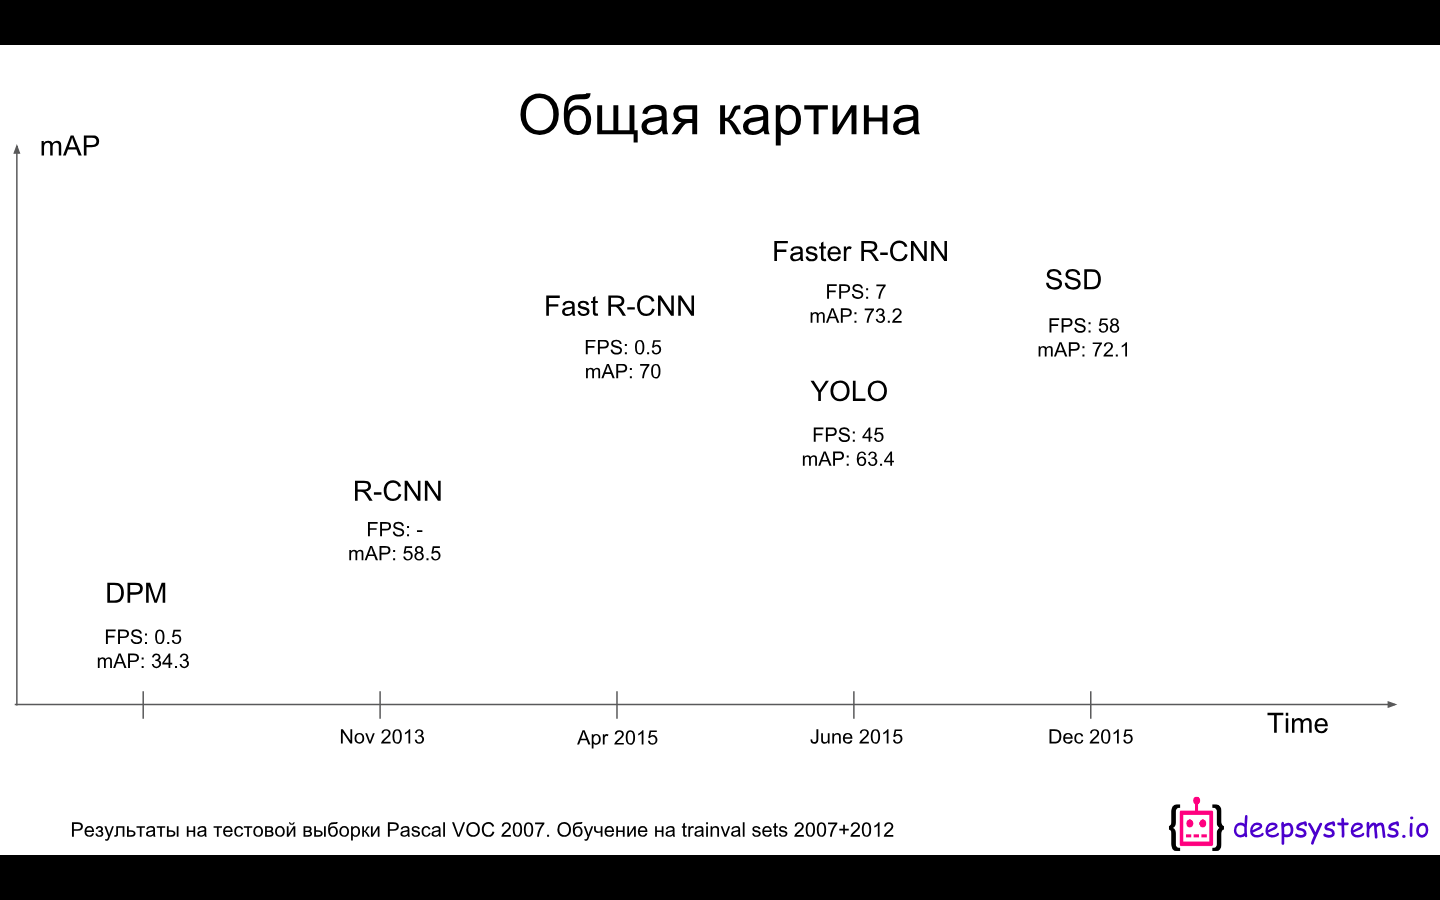 Общая картина
mAP
Faster R-CNN
FPS: 7
mAP: 73.2
SSD
FPS: 58
mAP: 72.1
Fast R-CNN
FPS: 0.5
mAP: 70
YOLO
FPS: 45
mAP: 63.4
R-CNN
FPS: -
mAP: 58.5
DPM
FPS: 0.5
mAP: 34.3
Nov 2013
Apr 2015
June 2015
Dec 2015
Time
Результаты на тестовой выборки Pascal VOC 2007. Обучение на trainval sets 2007+2012
deepsystems.io